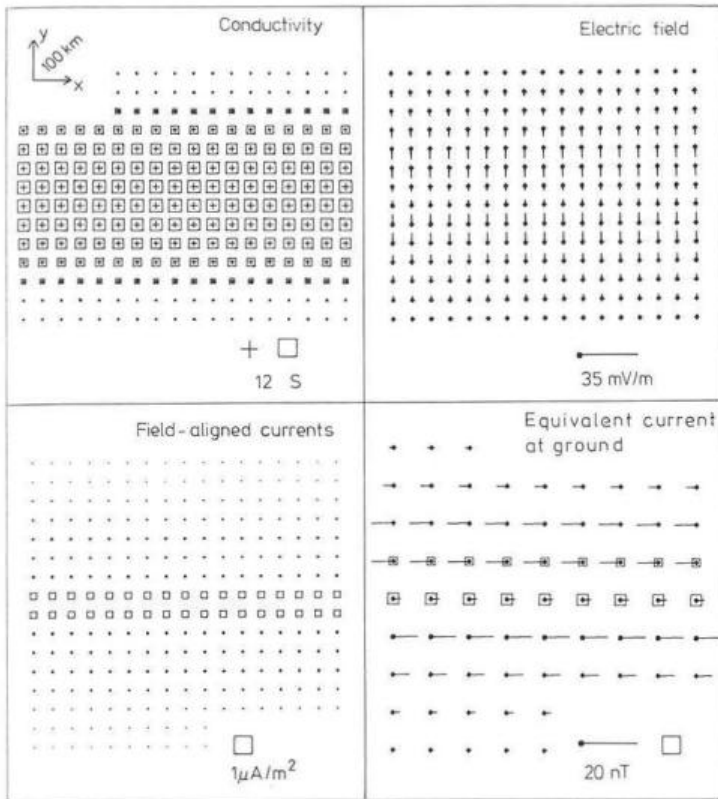 Conductivity
y
100 km
x
12 S
Electric field
35 mV/m
Field-aligned currents
1μA/m²
Equivalent current
at ground
20 nT